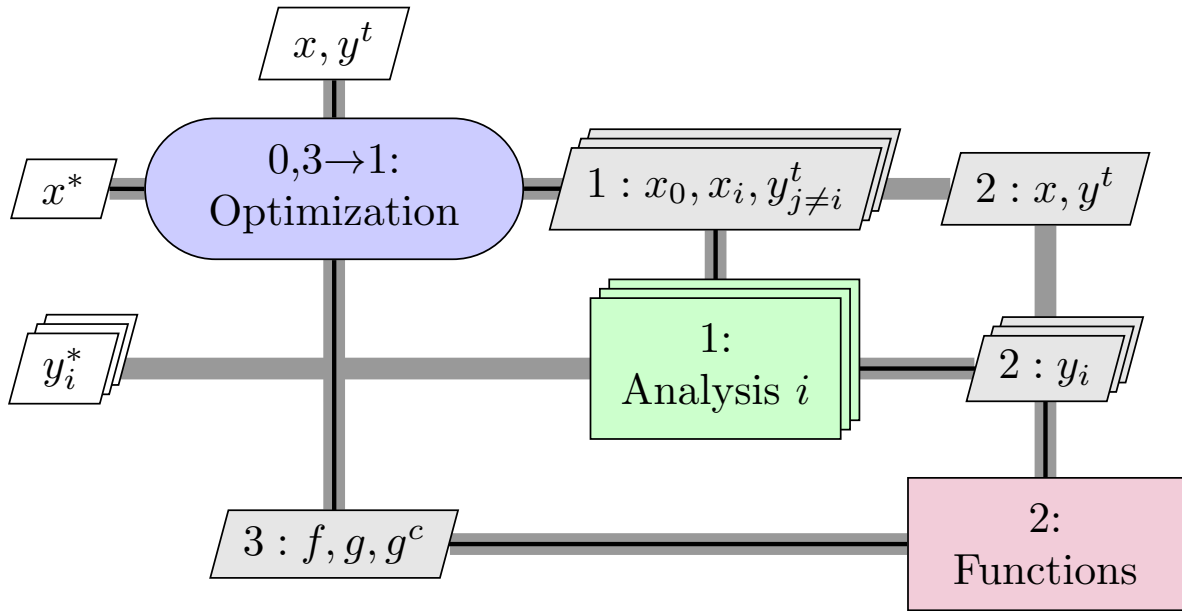 x, y^t
x^*
0,3→1:
Optimization
1 : x_0, x_i, y^t_{j≠i}
2 : x, y^t
y_i^*
1:
Analysis i
2 : y_i
3 : f, g, g^c
2:
Functions